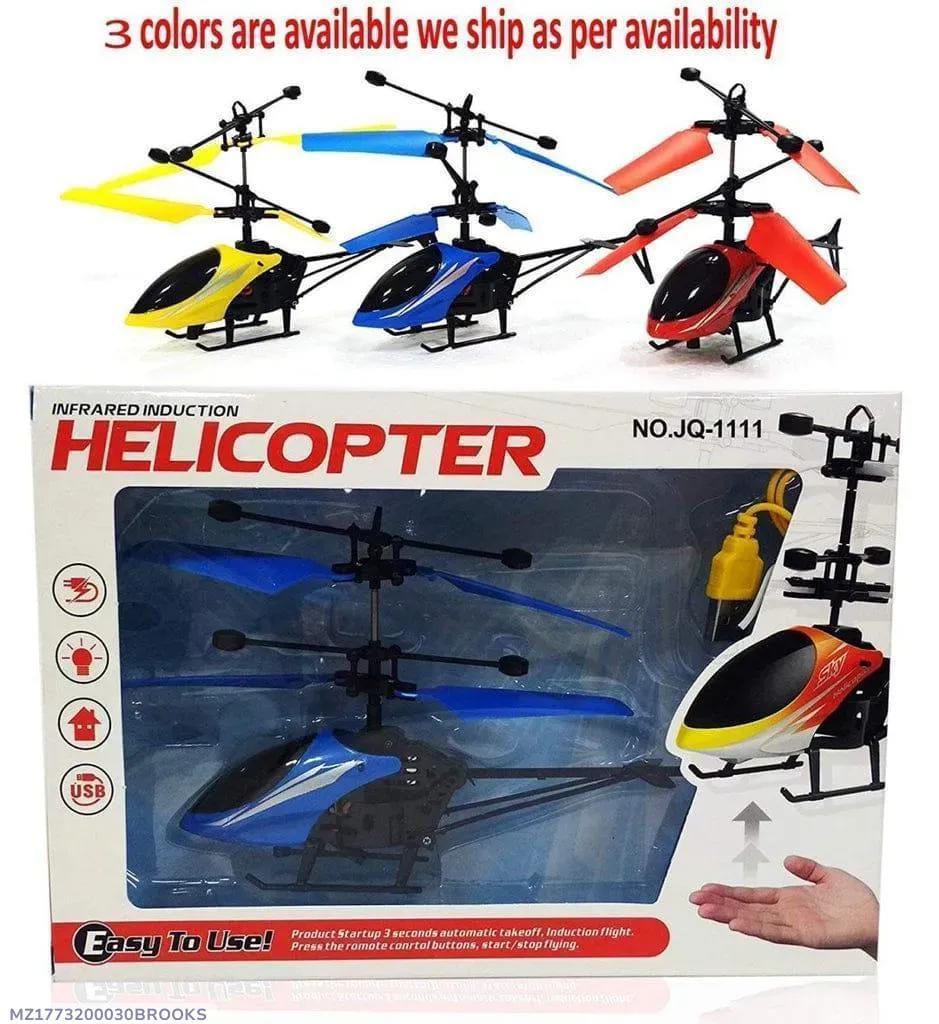 3 colors are available we ship as per availability
INFRARED INDUCTION
HELICOPTER
NO.JQ-1111
SKY
USB
Easy To Use!
Product Startup 3 seconds automatic takeoff, Induction flight.
Press the romote conrtol buttons, start/stop flying.
MZ1773200030BROOKS